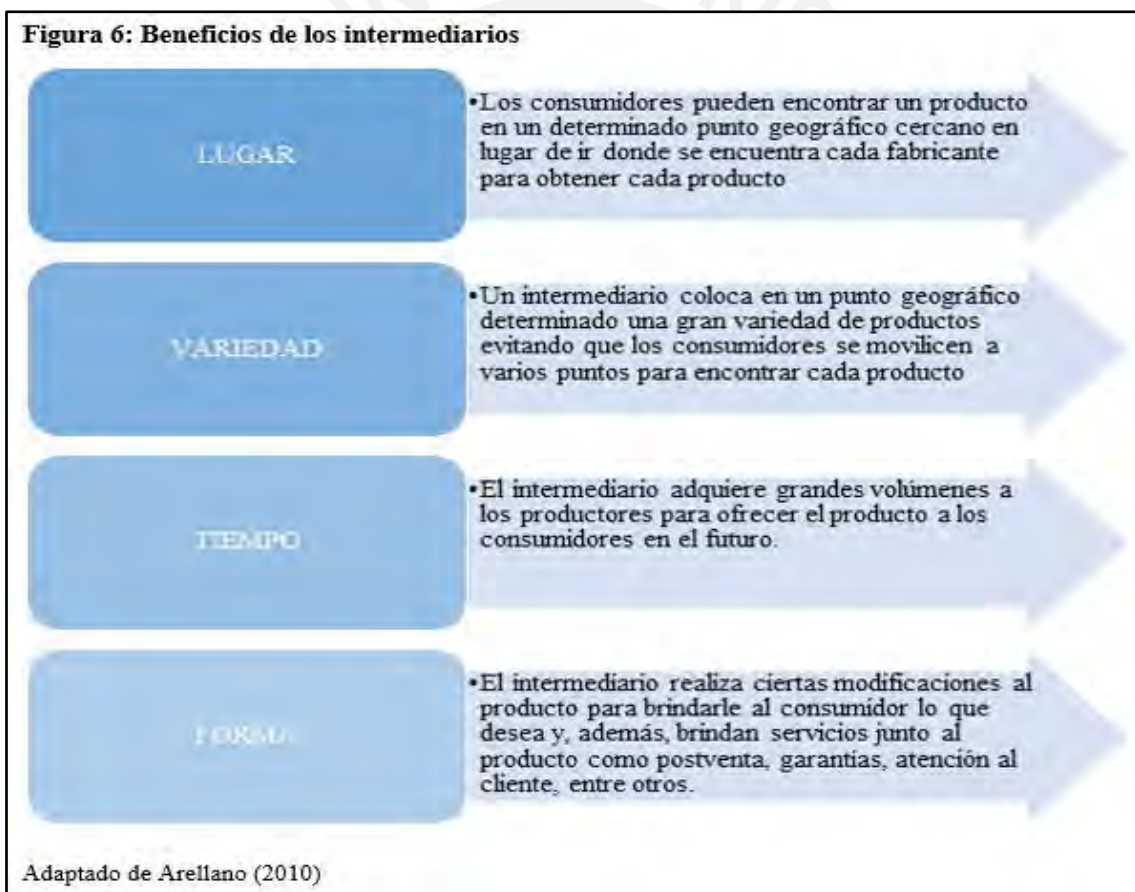 Figura 6: Beneficios de los intermediarios
LUGAR
•Los consumidores pueden encontrar un producto
en un determinado punto geográfico cercano en
lugar de ir donde se encuentra cada fabricante
para obtener cada producto
VARIEDAD
•Un intermediario coloca en un punto geográfico
determinado una gran variedad de productos
evitando que los consumidores se movilicen a
varios puntos para encontrar cada producto
TIEMPO
•El intermediario adquiere grandes volúmenes a
los productores para ofrecer el producto a los
consumidores en el futuro.
FORMA
•El intermediario realiza ciertas modificaciones al
producto para brindarle al consumidor lo que
desea y, además, brindan servicios junto al
producto como postventa, garantías, atención al
cliente, entre otros.
Adaptado de Arellano (2010)